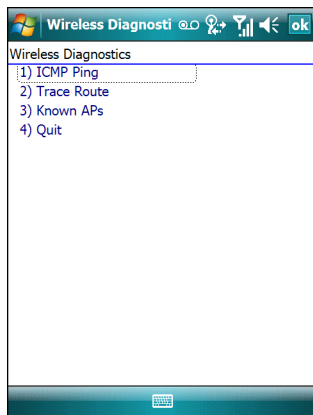 Wireless Diagnosti ok
Wireless Diagnostics
1) ICMP Ping
2) Trace Route
3) Known APs
4) Quit